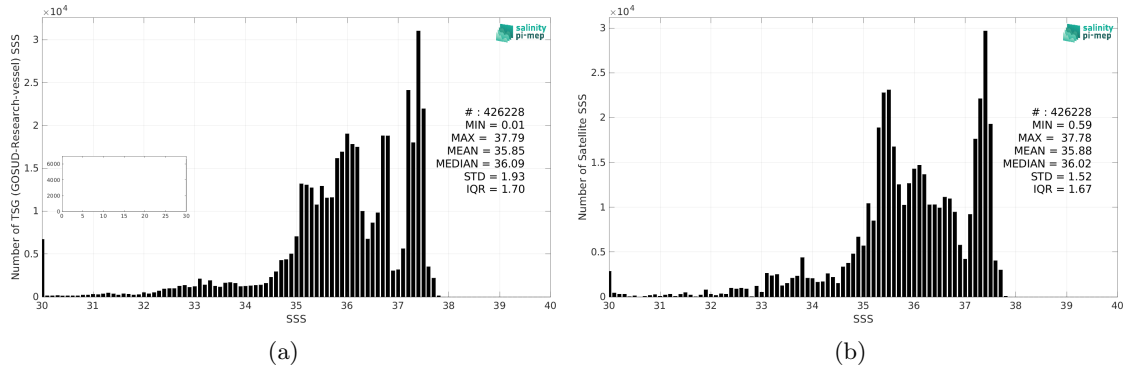 ×10⁴
3
2.5
2
1.5
1
0.5
0
Number of TSG (GOSUD-Research-vessel) SSS
salinity
pi-mep
# : 426228
MIN = 0.01
MAX = 37.79
MEAN = 35.85
MEDIAN = 36.09
STD = 1.93
IQR = 1.70
6000
4000
2000
0
0 5 10 15 20 25 30
30 31 32 33 34 35 36 37 38 39 40
SSS
(a)
×10⁴
3
2.5
2
1.5
1
0.5
0
Number of Satellite SSS
salinity
pi-mep
# : 426228
MIN = 0.59
MAX = 37.78
MEAN = 35.88
MEDIAN = 36.02
STD = 1.52
IQR = 1.67
30 31 32 33 34 35 36 37 38 39 40
SSS
(b)